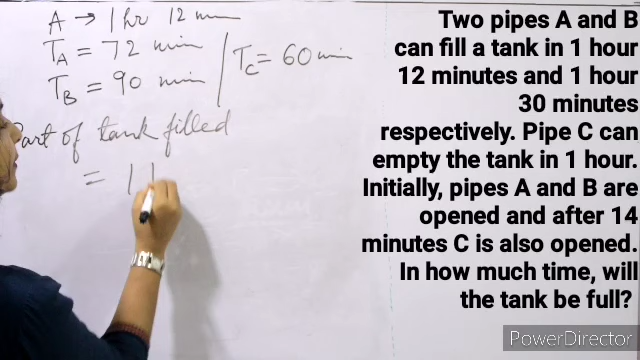 A → 1 hr 12 min
T_A = 72 min
T_B = 90 min
T_C = 60 min
Part of tank filled
= 1
Two pipes A and B
can fill a tank in 1 hour
12 minutes and 1 hour
30 minutes
respectively. Pipe C can
empty the tank in 1 hour.
Initially, pipes A and B are
opened and after 14
minutes C is also opened.
In how much time, will
the tank be full?
PowerDirector